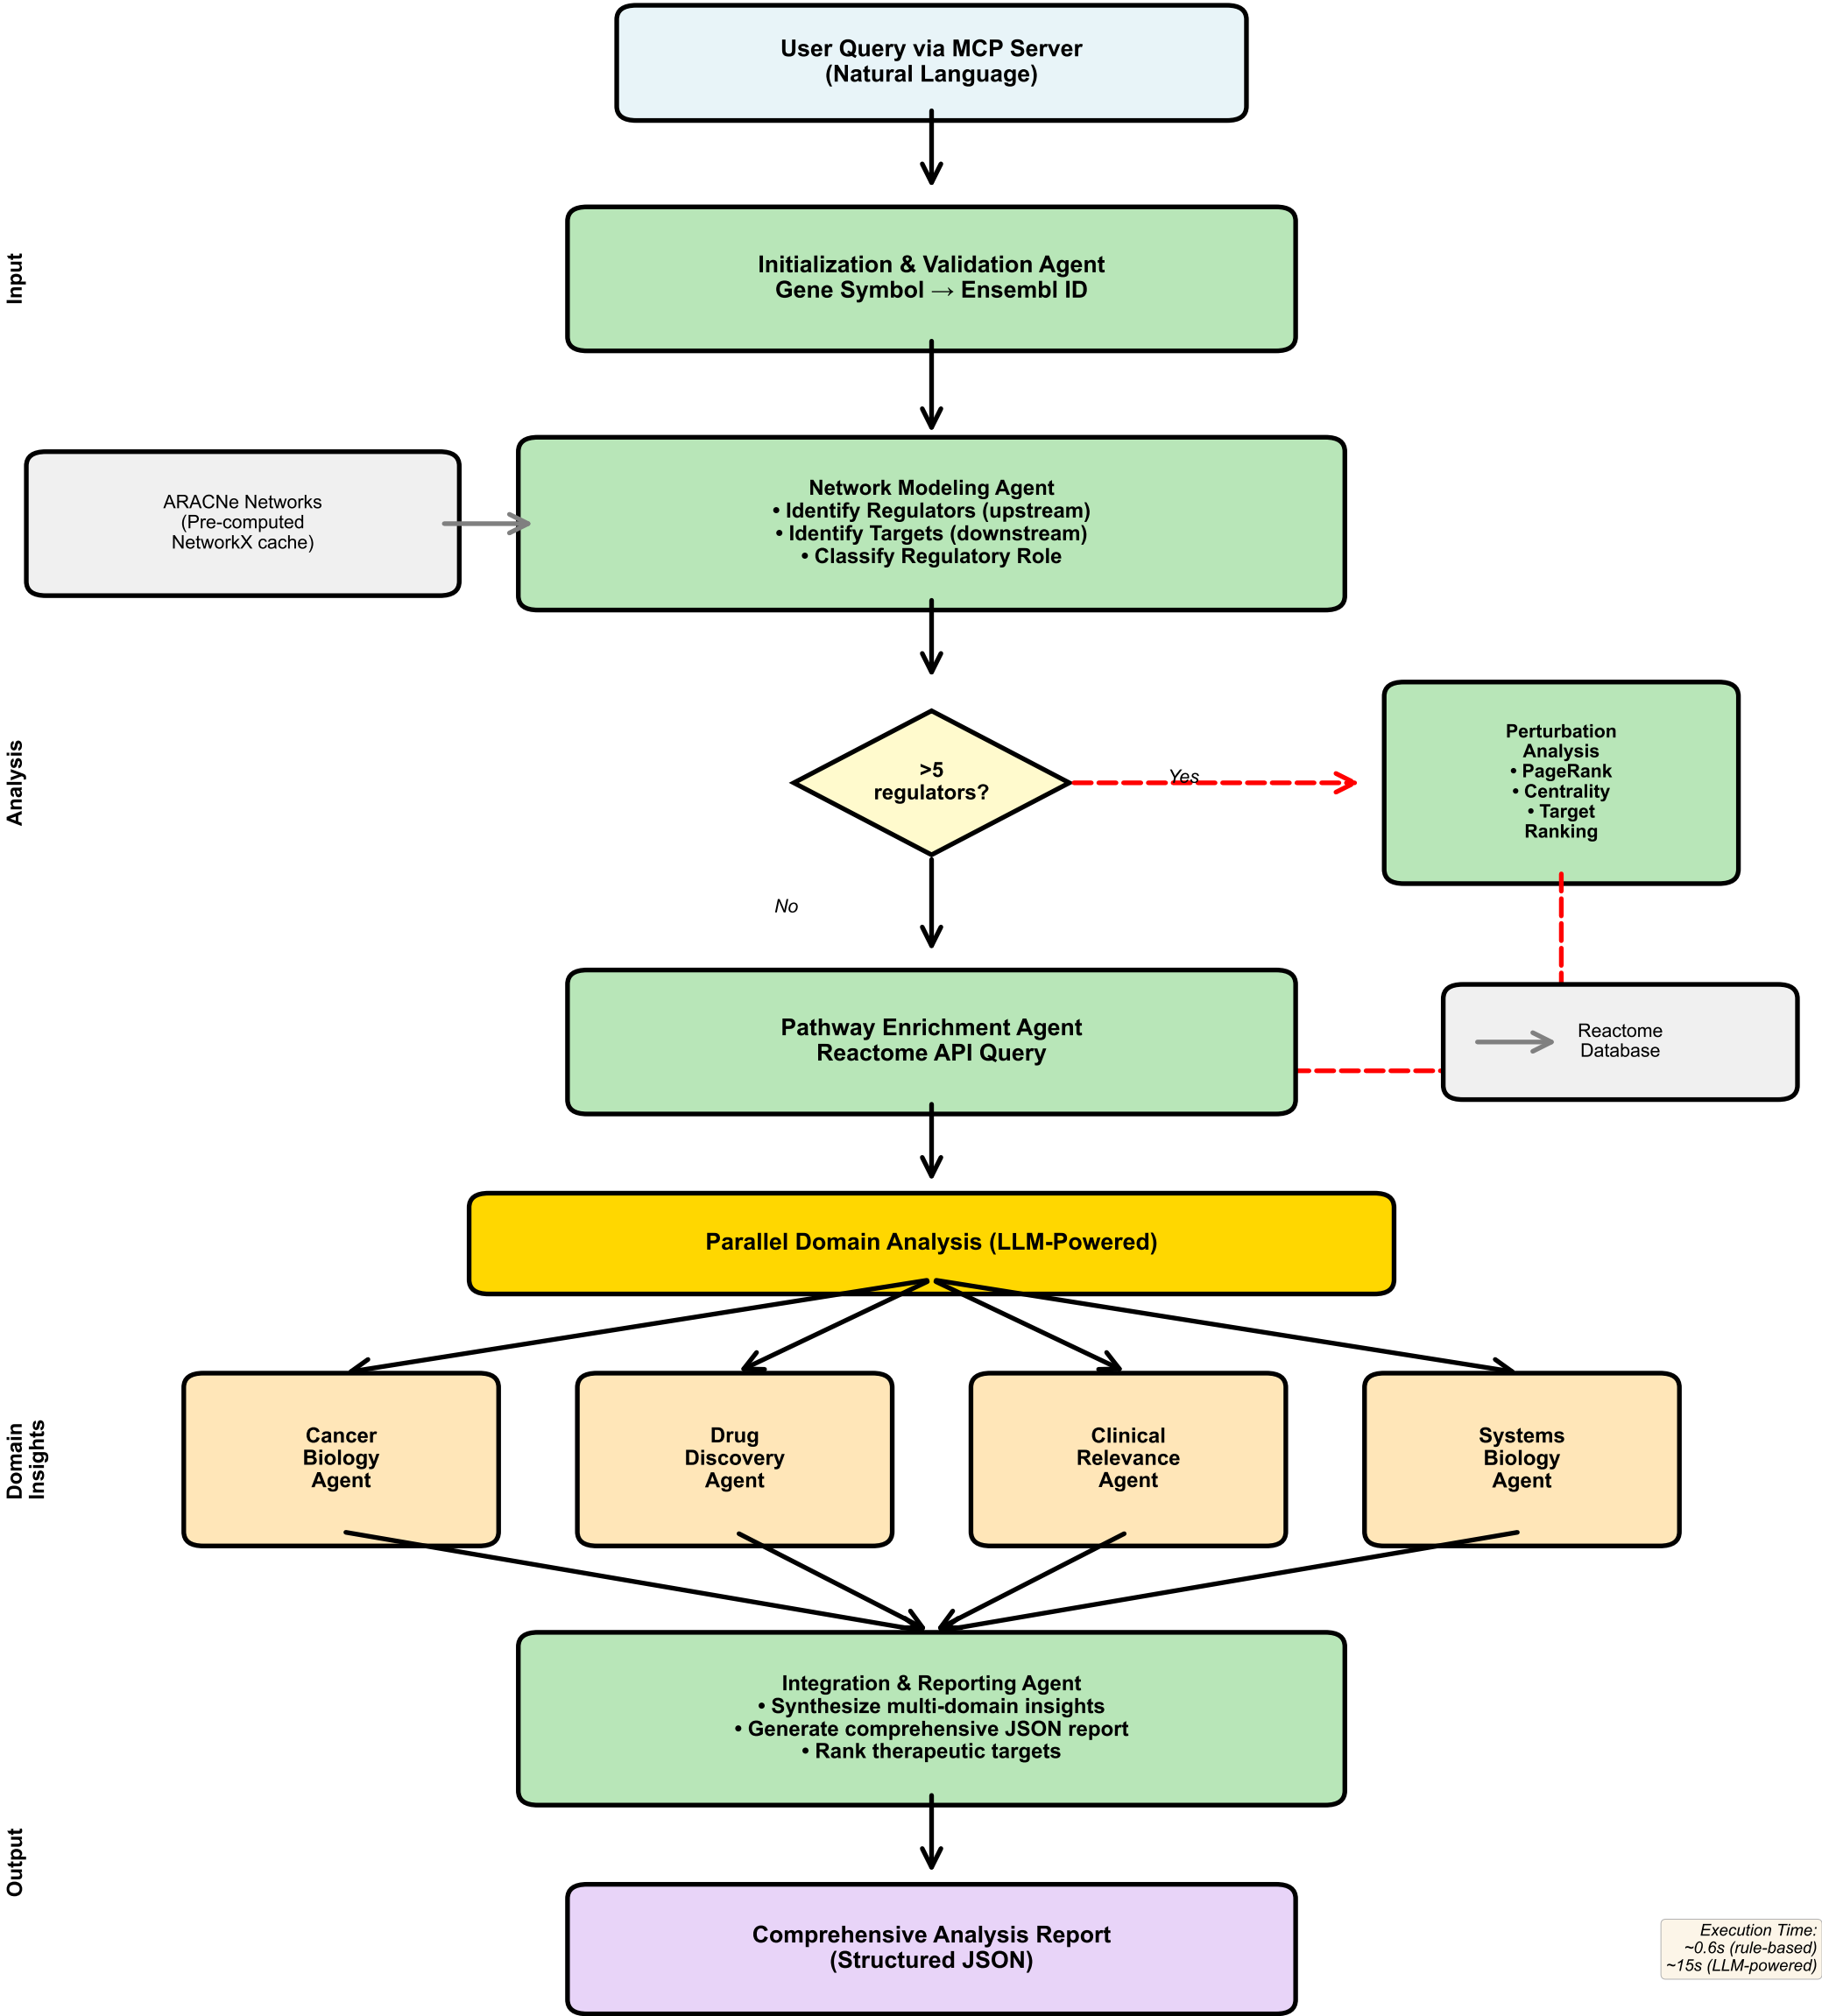 User Query via MCP Server
(Natural Language)
Input
Initialization & Validation Agent
Gene Symbol → Ensembl ID
ARACNe Networks
(Pre-computed
NetworkX cache)
Network Modeling Agent
• Identify Regulators (upstream)
• Identify Targets (downstream)
• Classify Regulatory Role
Analysis
>5
regulators?
Yes
Perturbation
Analysis
• PageRank
• Centrality
• Target
Ranking
No
Pathway Enrichment Agent
Reactome API Query
Reactome
Database
Parallel Domain Analysis (LLM-Powered)
Domain
Insights
Cancer
Biology
Agent
Drug
Discovery
Agent
Clinical
Relevance
Agent
Systems
Biology
Agent
Integration & Reporting Agent
• Synthesize multi-domain insights
• Generate comprehensive JSON report
• Rank therapeutic targets
Output
Comprehensive Analysis Report
(Structured JSON)
Execution Time:
~0.6s (rule-based)
~15s (LLM-powered)